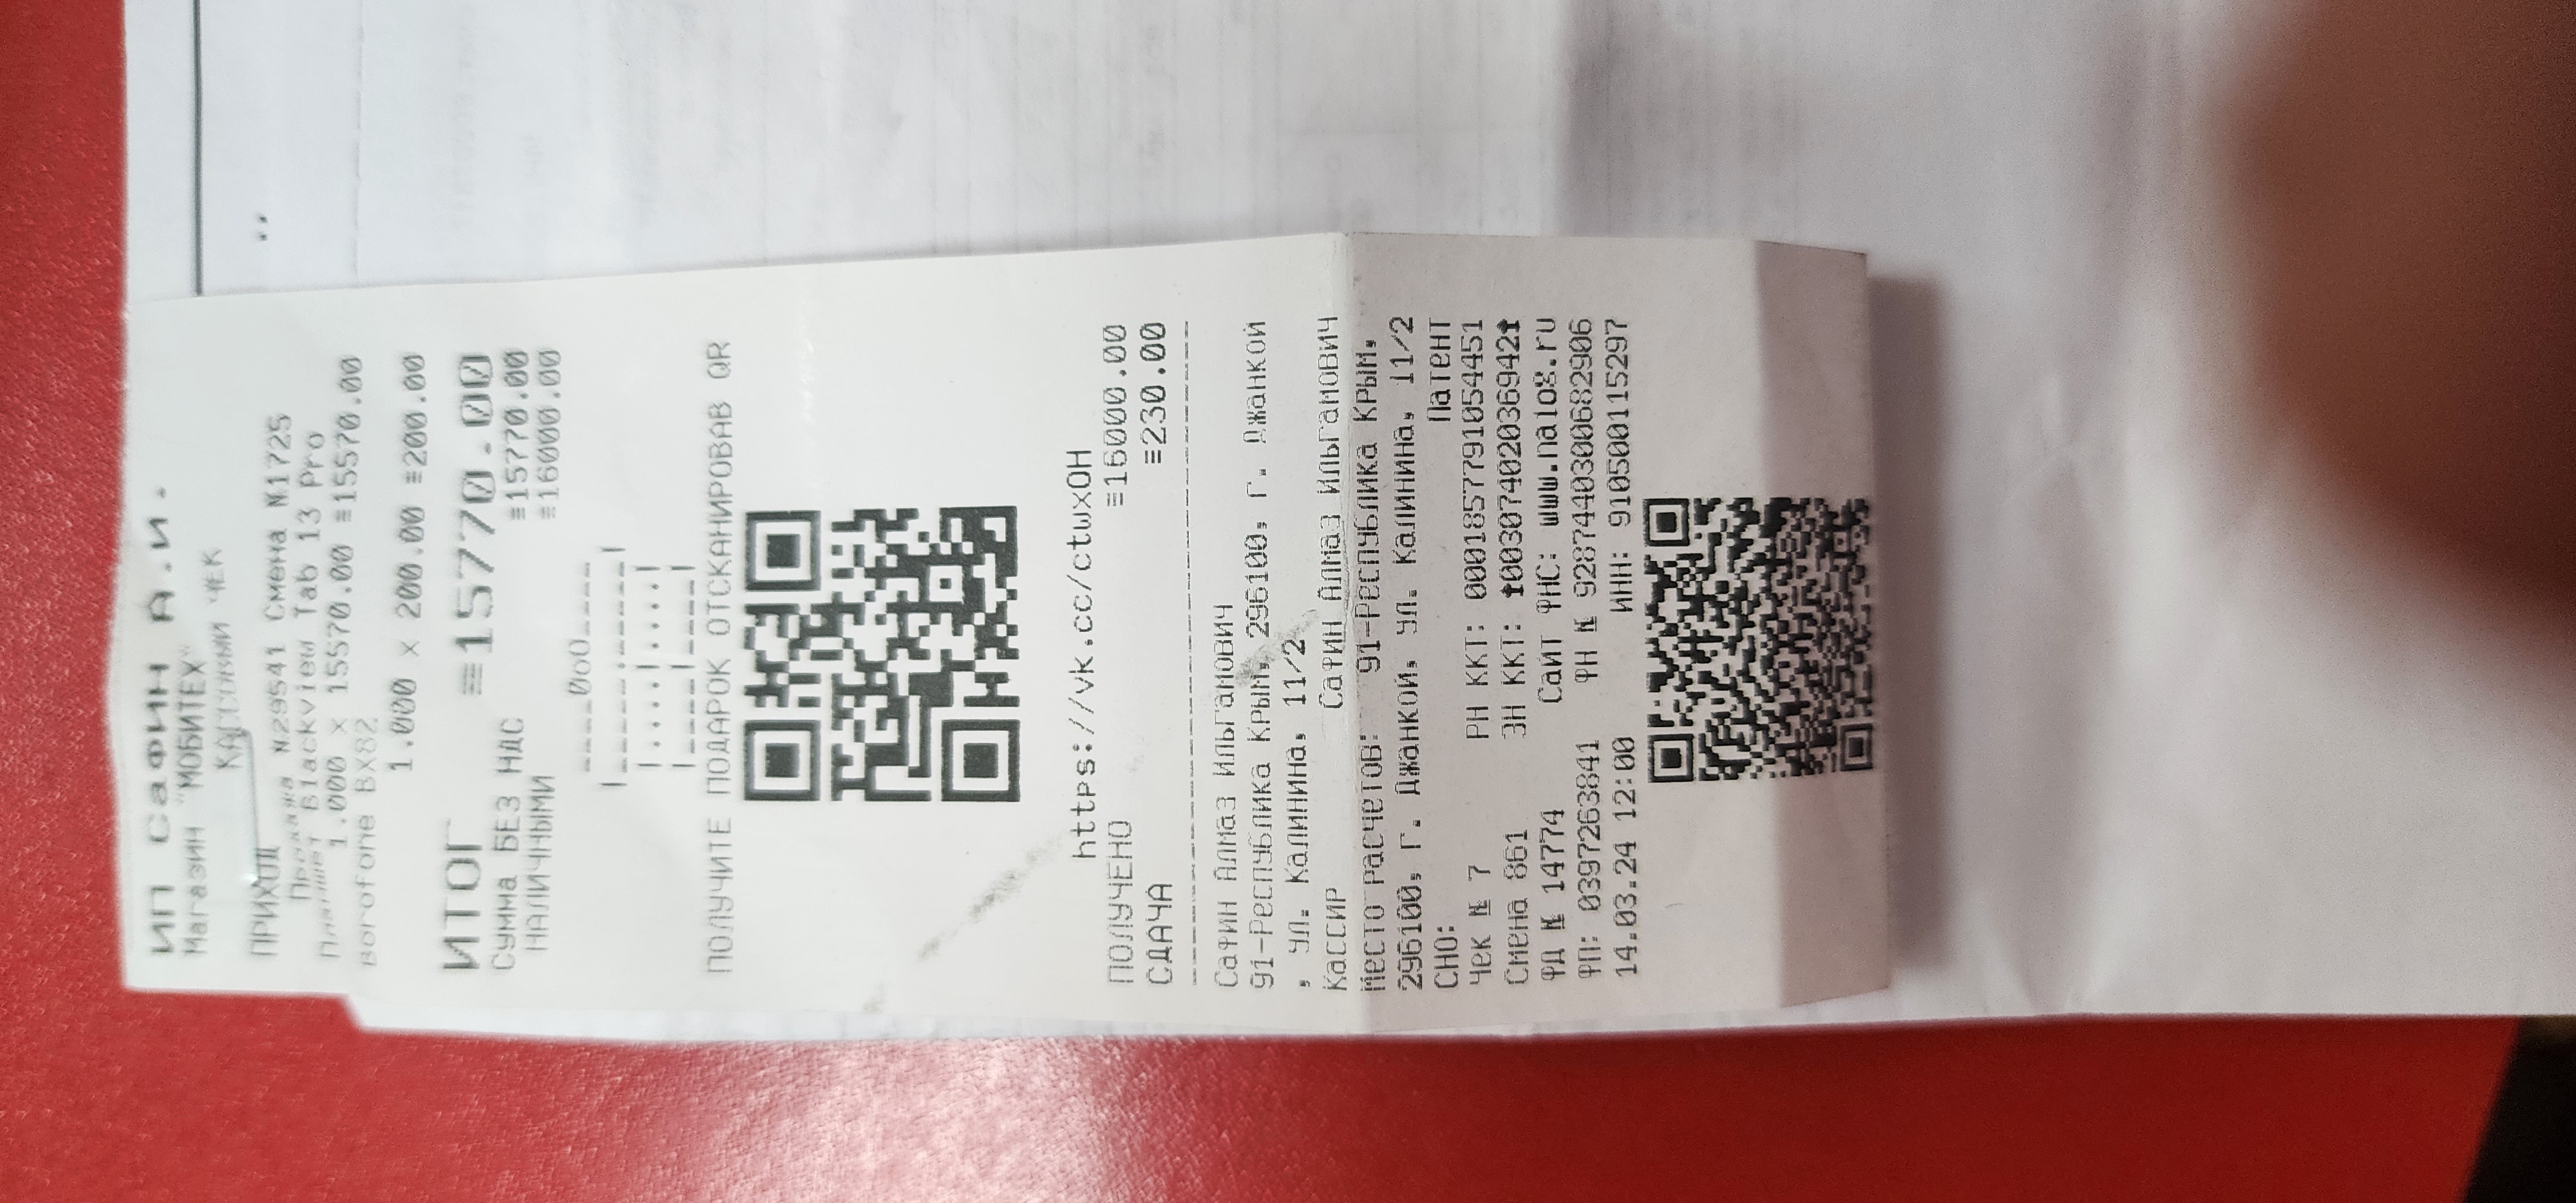 ИП Сафин А.И.
Магазин "МОБИТЕХ"
КАССОВЫЙ ЧЕК
ПРИХОД
Продажа №29541 Смена №1725
Планшет Blackview Tab 13 Pro
1.000 x 15570.00 ≡15570.00
Borofone BX82
1.000 x 200.00 ≡200.00
ИТОГ ≡15770.00
Сумма БЕЗ НДС ≡15770.00
НАЛИЧНЫМИ ≡16000.00
ПОЛУЧИТЕ ПОДАРОК ОТСКАНИРОВАВ QR
https://vk.cc/ctwxOH
ПОЛУЧЕНО ≡16000.00
СДАЧА ≡230.00
Сафин Алмаз Ильгамович
91-Республика Крым, 296100, г. Джанкой
, ул. Калинина, 11/2
Кассир Сафин Алмаз Ильгамович
Место расчетов: 91-Республика Крым,
296100, г. Джанкой, ул. Калинина, 11/2
СНО: Патент
Чек № 7 РН ККТ: 0001857791054451
Смена 861 ЗН ККТ: ↑00307402036942↑
ФД № 14774 Сайт ФНС: www.nalog.ru
ФП: 0397263841 ФН № 9287440300682906
14.03.24 12:00 ИНН: 910500115297